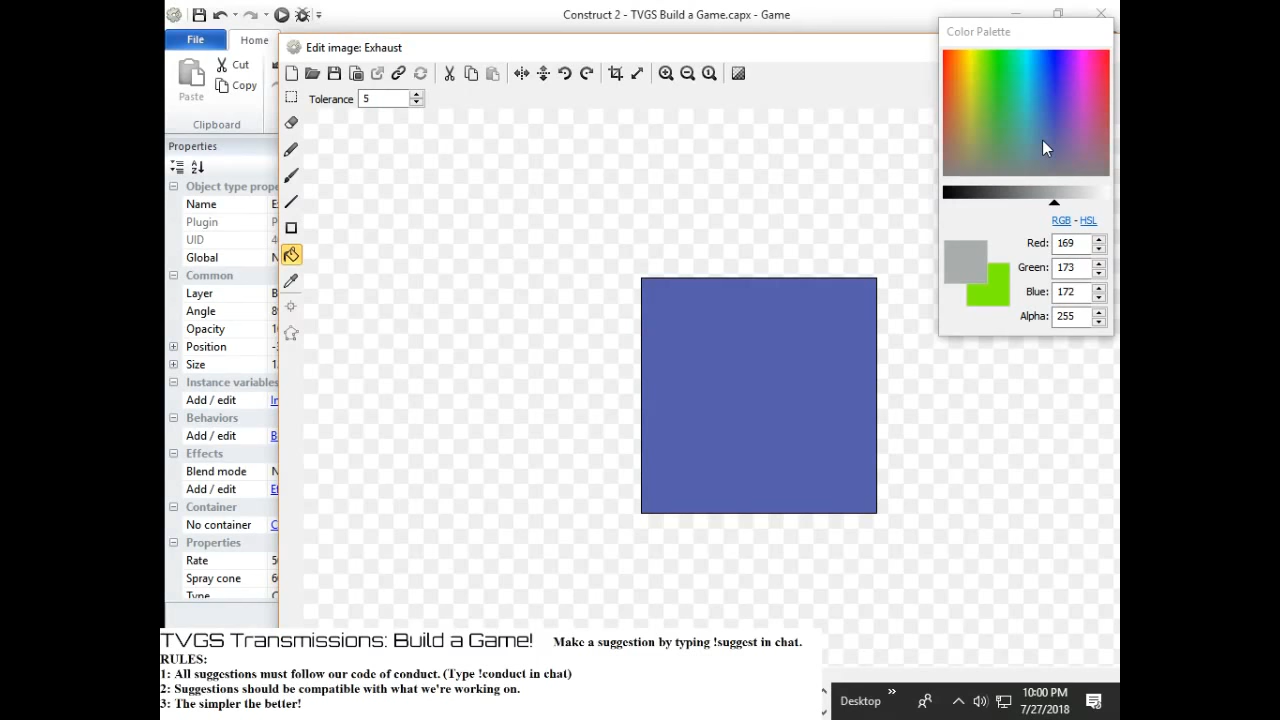 Construct 2 - TVGS Build a Game.capx - Game
File
Home
Cut
Copy
Paste
Clipboard
Edit image: Exhaust
Tolerance 5
Color Palette
RGB - HSL
Red: 169
Green: 173
Blue: 172
Alpha: 255
Properties
Object type prope
Name
Plugin
UID
Global
Common
Layer
Angle
Opacity
Position
Size
Instance variables
Add / edit
Behaviors
Add / edit
Effects
Blend mode
Add / edit
Container
No container
Properties
Rate
Spray cone
Type
TVGS Transmissions: Build a Game! Make a suggestion by typing !suggest in chat.
RULES:
1: All suggestions must follow our code of conduct. (Type !conduct in chat)
2: Suggestions should be compatible with what we're working on.
3: The simpler the better!
Desktop
10:00 PM
7/27/2018